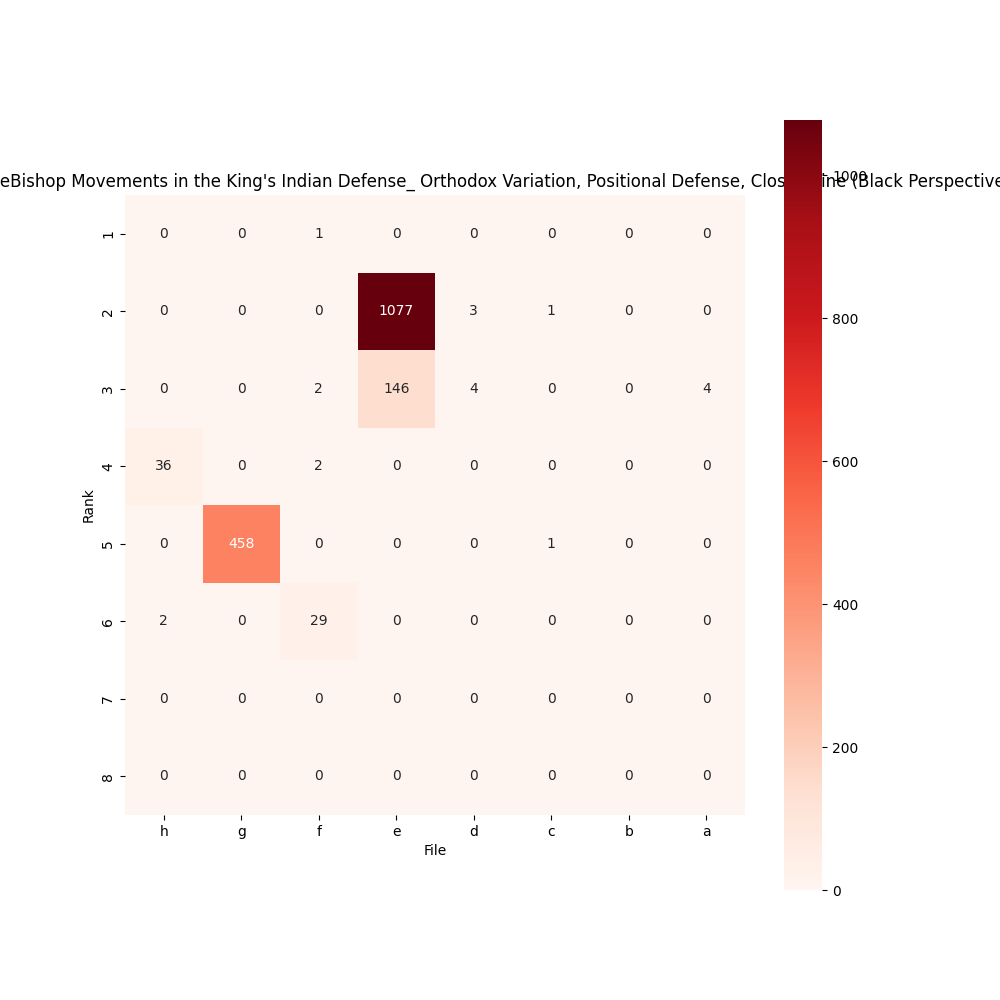 eBishop Movements in the King's Indian Defense_ Orthodox Variation, Positional Defense, Closed Line (Black Perspective
1000
1 0 0 1 0 0 0 0 0
2 0 0 0 1077 3 1 0 0
800
3 0 0 2 146 4 0 0 4
4 36 0 2 0 0 0 0 0
600
Rank
5 0 458 0 0 0 1 0 0
400
6 2 0 29 0 0 0 0 0
7 0 0 0 0 0 0 0 0
200
8 0 0 0 0 0 0 0 0
h g f e d c b a
File
0